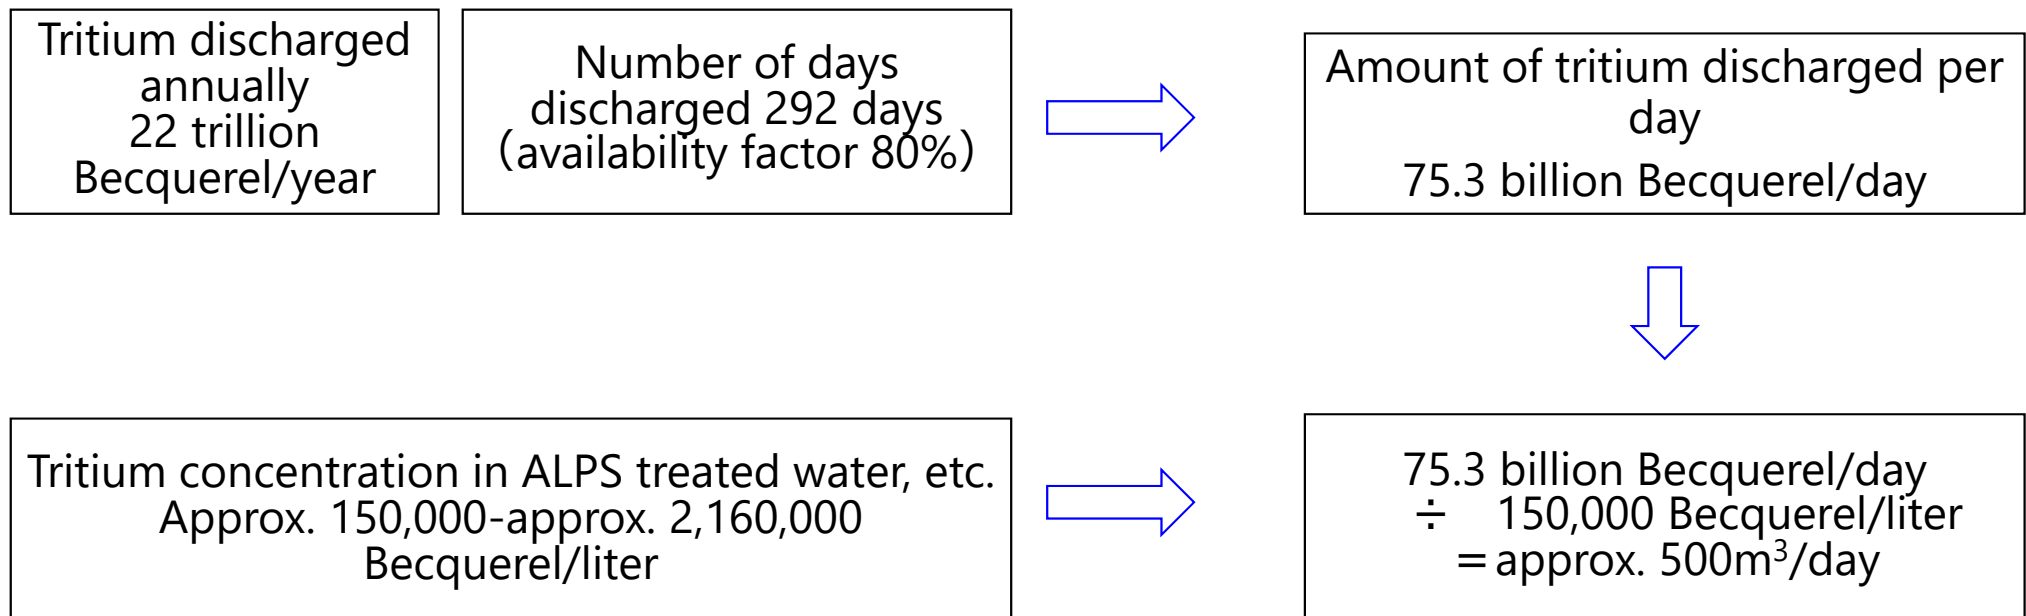 Tritium discharged
annually
22 trillion
Becquerel/year
Number of days
discharged 292 days
（availability factor 80%）
Amount of tritium discharged per
day
75.3 billion Becquerel/day
Tritium concentration in ALPS treated water, etc.
Approx. 150,000-approx. 2,160,000
Becquerel/liter
75.3 billion Becquerel/day
÷ 150,000 Becquerel/liter
＝approx. 500m³/day